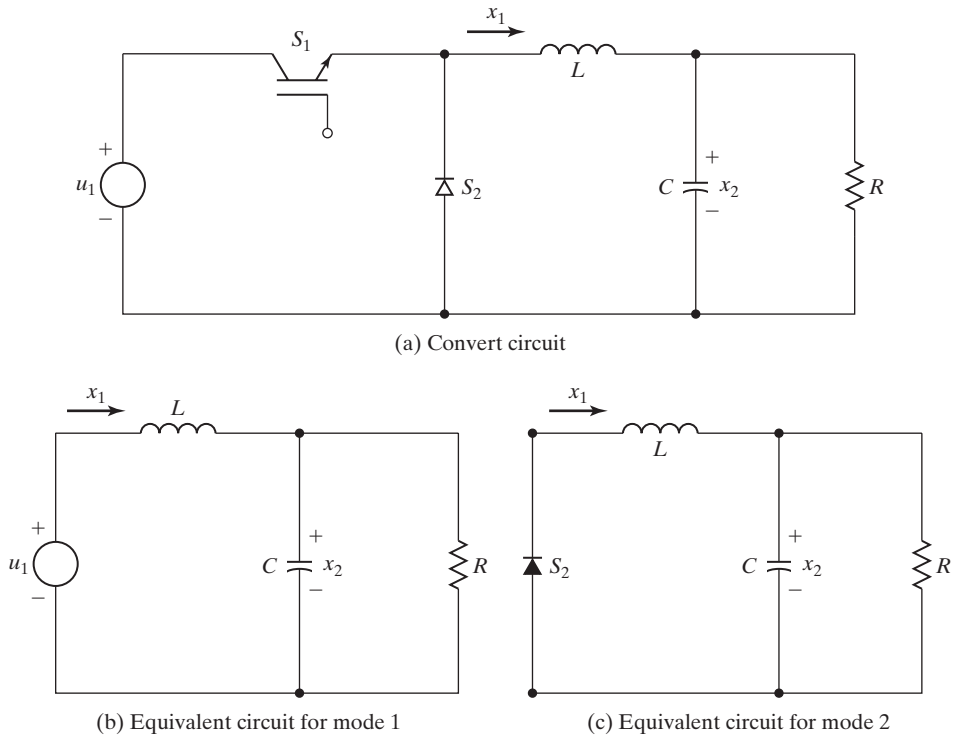 x₁
S₁
L
+
u₁
−
S₂
+
C x₂
−
R
(a) Convert circuit
x₁
L
+
u₁
−
+
C x₂
−
R
(b) Equivalent circuit for mode 1
x₁
L
S₂
+
C x₂
−
R
(c) Equivalent circuit for mode 2